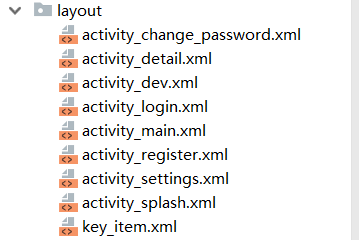 layout
activity_change_password.xml
activity_detail.xml
activity_dev.xml
activity_login.xml
activity_main.xml
activity_register.xml
activity_settings.xml
activity_splash.xml
key_item.xml